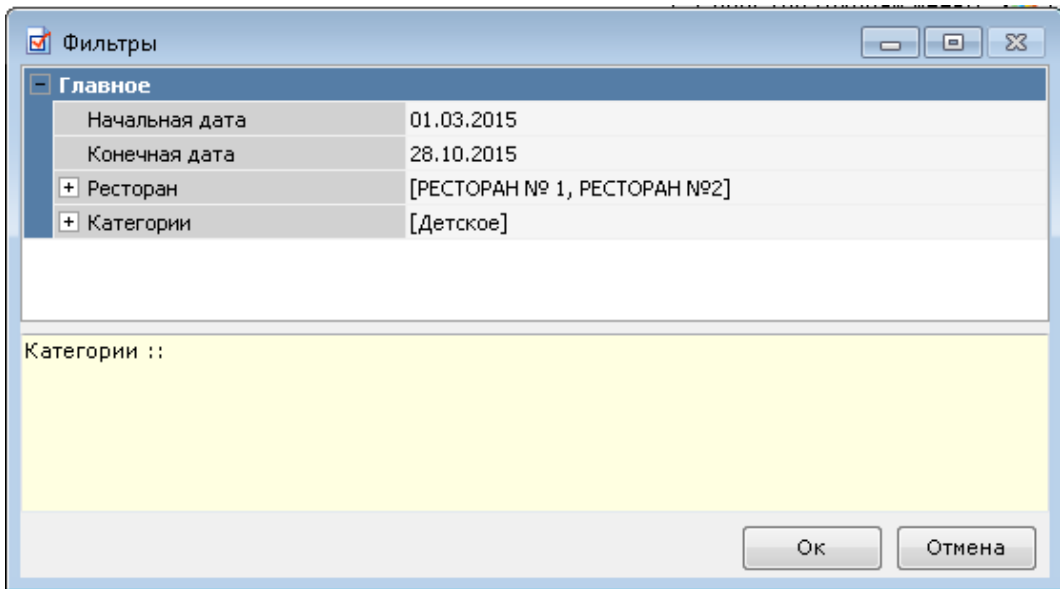 Фильтры
Главное
Начальная дата 01.03.2015
Конечная дата 28.10.2015
Ресторан [РЕСТОРАН № 1, РЕСТОРАН №2]
Категории [Детское]
Категории ::
Ок Отмена